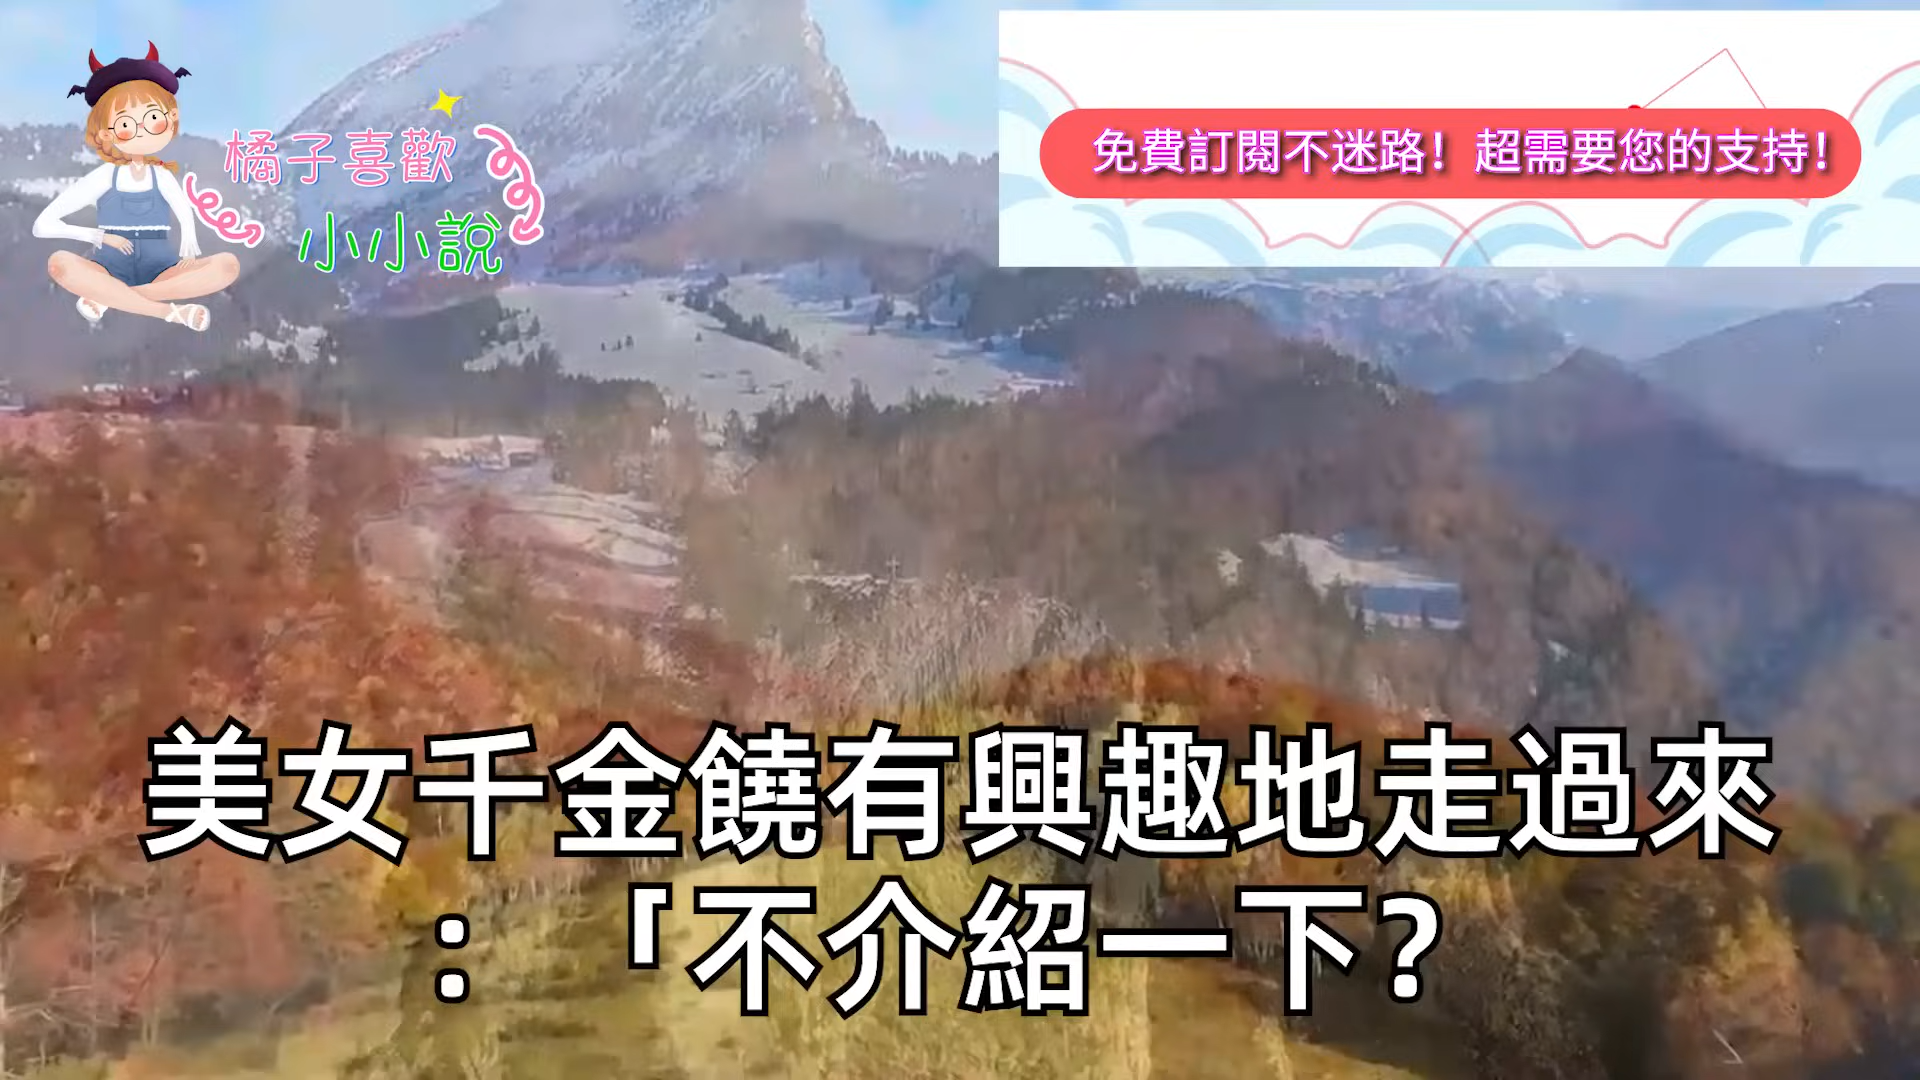 橘子喜歡
小小說
免費訂閱不迷路！超需要您的支持！
美女千金饒有興趣地走過來
：「不介紹一下？